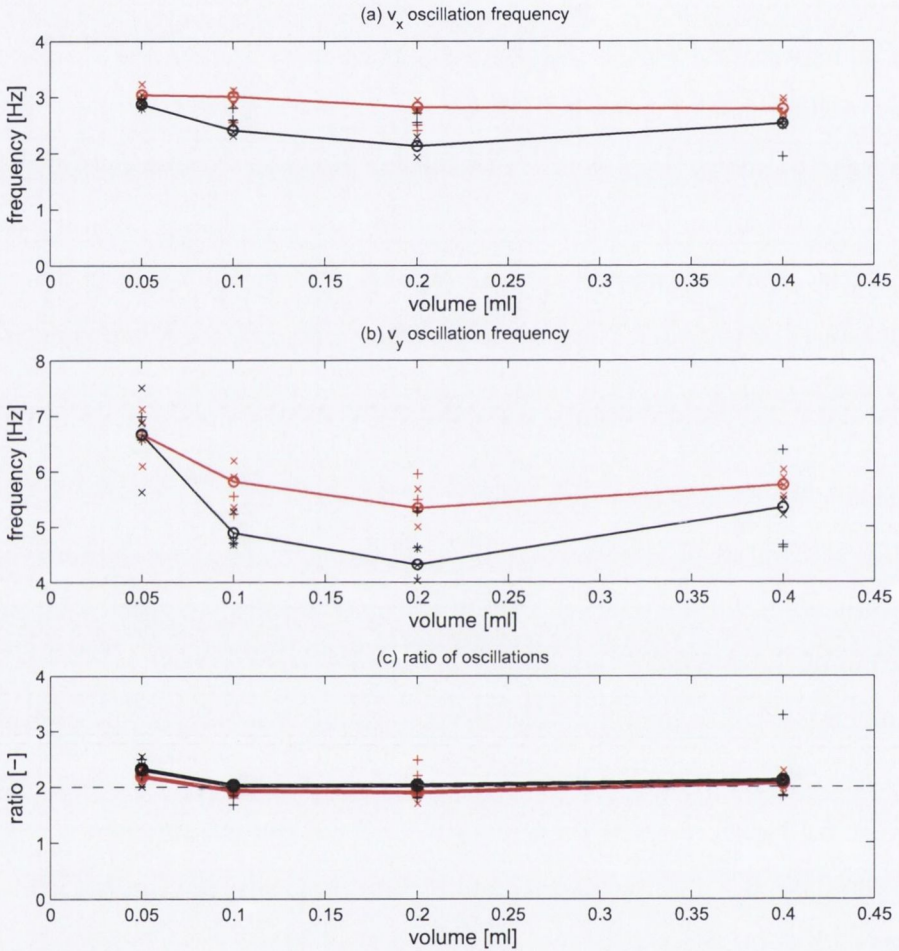 (a) vx oscillation frequency
frequency [Hz]
4
3
2
1
0
0 0.05 0.1 0.15 0.2 0.25 0.3 0.35 0.4 0.45
volume [ml]
(b) vy oscillation frequency
frequency [Hz]
8
7
6
5
4
0 0.05 0.1 0.15 0.2 0.25 0.3 0.35 0.4 0.45
volume [ml]
(c) ratio of oscillations
ratio [−]
4
3
2
1
0
0 0.05 0.1 0.15 0.2 0.25 0.3 0.35 0.4 0.45
volume [ml]